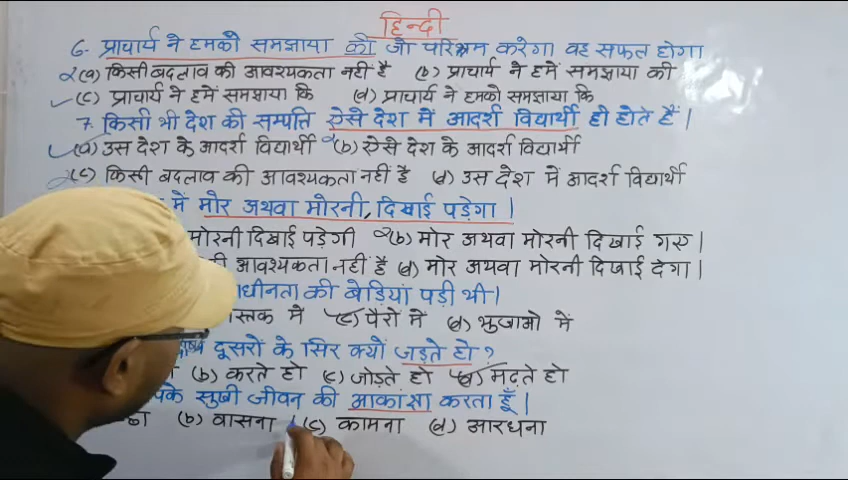 हिन्दी
6. प्राचार्य ने हमको समझाया की जो परिश्रम करेगा वह सफल होगा
(a) किसी बदलाव की आवश्यकता नहीं है (b) प्राचार्य ने हमें समझाया की
(c) प्राचार्य ने हमें समझाया कि (d) प्राचार्य ने हमको समझाया कि
7. किसी भी देश की सम्पति ऐसे देश में आदर्श विद्यार्थी ही होते हैं |
(a) उस देश के आदर्श विद्यार्थी (b) ऐसे देश के आदर्श विद्यार्थी
(c) किसी बदलाव की आवश्यकता नहीं है (d) उस देश में आदर्श विद्यार्थी
में मोर अथवा मोरनी, दिखाई पड़ेगा |
मोरनी दिखाई पड़ेगी (b) मोर अथवा मोरनी दिखाई गए |
आवश्यकता नहीं है (d) मोर अथवा मोरनी दिखाई देगा |
की बेड़ियां पड़ी थी |
में (c) पैरों में (d) भुजाओ में
दूसरों के सिर क्यों जड़ते हो ?
(b) करते हो (c) जोड़ते हो (d) मढ़ते हो
सुखी जीवन की आकांक्षा करता हूँ |
(b) वासना (c) कामना (d) आरधना